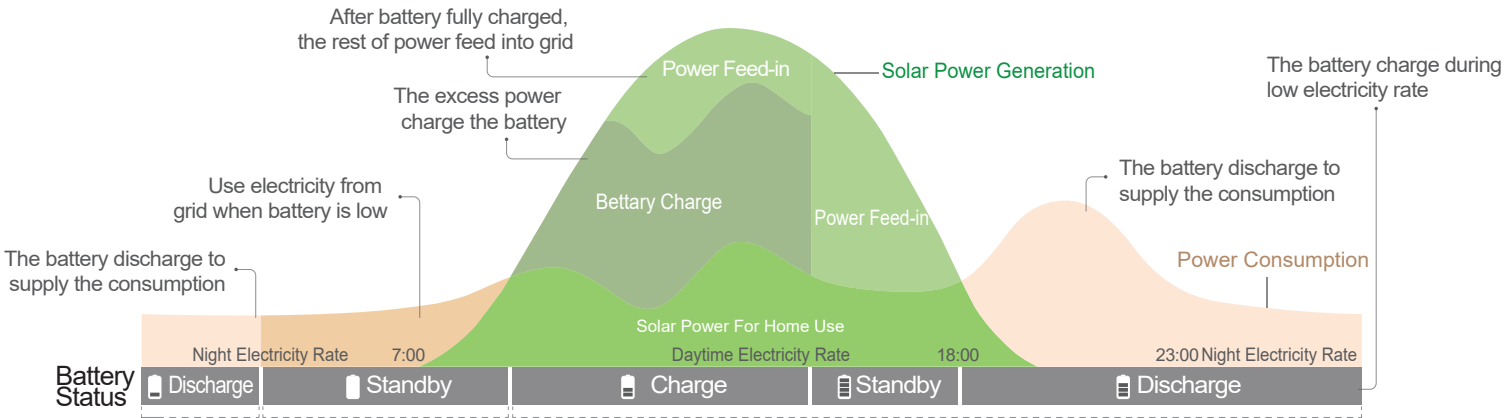 After battery fully charged,
the rest of power feed into grid
Power Feed-in
Solar Power Generation
The battery charge during
low electricity rate
The excess power
charge the battery
The battery discharge to
supply the consumption
Use electricity from
grid when battery is low
Bettary Charge
Power Feed-in
The battery discharge to
supply the consumption
Power Consumption
Solar Power For Home Use
Night Electricity Rate 7:00 Daytime Electricity Rate 18:00 23:00 Night Electricity Rate
Battery
Status
Discharge Standby Charge Standby Discharge